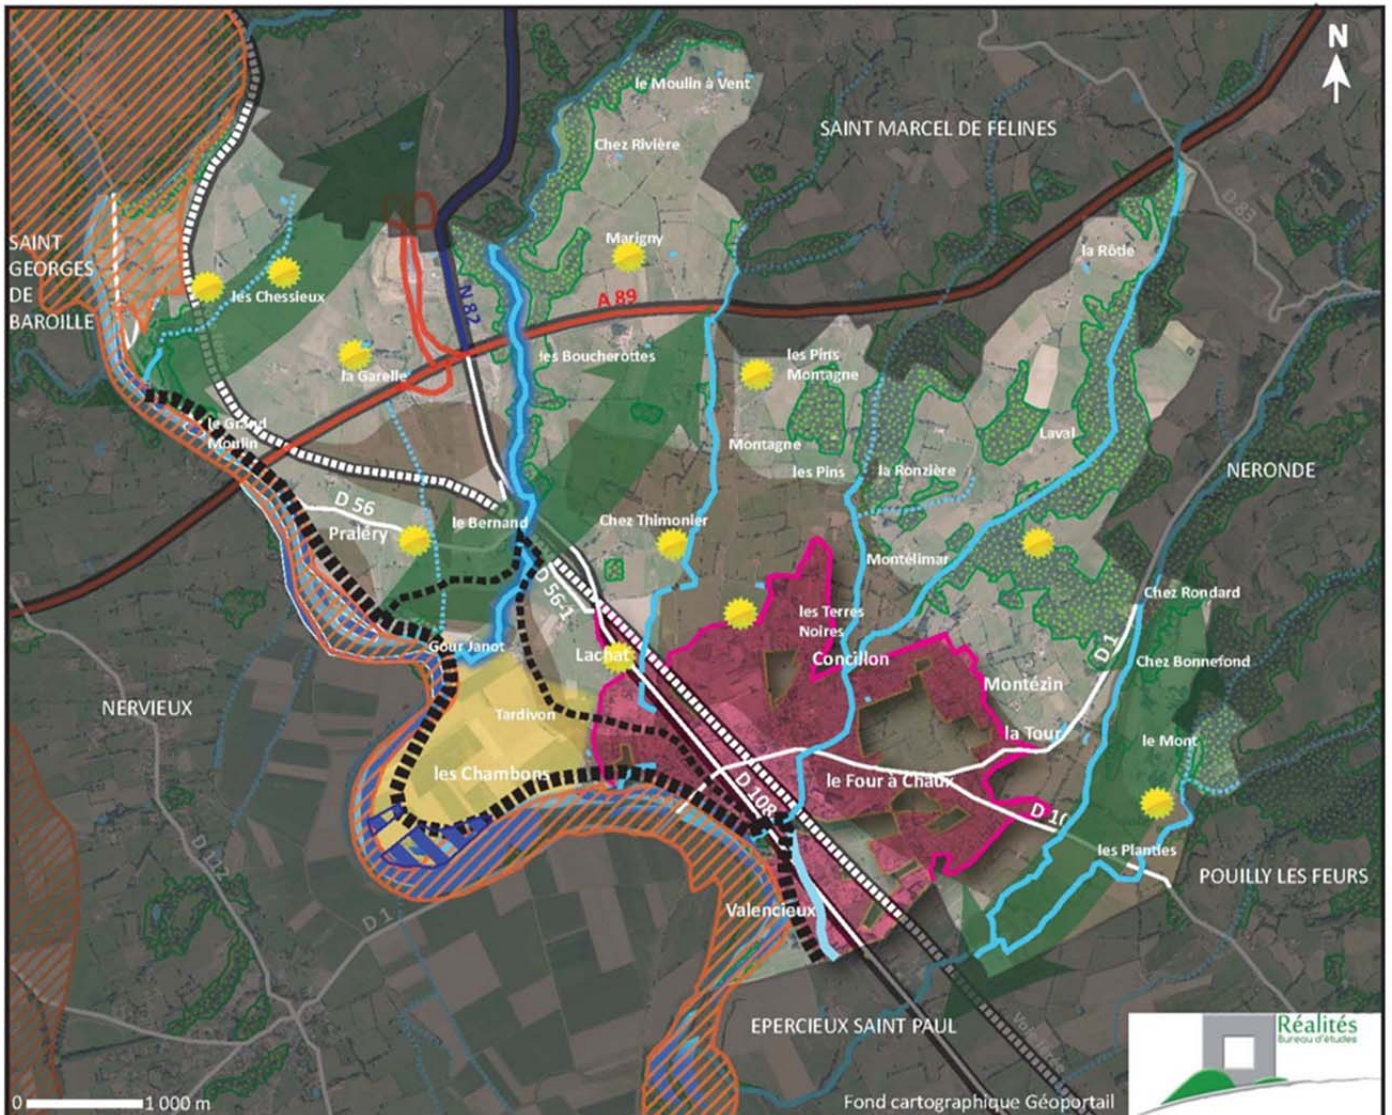 N
le Moulin à Vent
SAINT MARCEL DE FELINES
Chez Rivière
D 83
SAINT
GEORGES
DE
BAROILLE
Marigny
la Rôtie
les Chessieux
N 82
A 89
les Boucherottes
les Pins
Montagne
la Garelle
le Grand
Moulin
Montagne
Laval
les Pins
la Ronzière
NERONDE
D 56
Praléry
le Bernand
Chez Thimonier
Montélimar
D 56-1
Chez Rondard
les Terres
Noires
Gour Janot
Lachat
Concillon
D 1
Chez Bonnefond
Montézin
NERVIEUX
Tardivon
la Tour
le Mont
les Chambons
le Four à Chaux
D 108
D 10
les Planties
D 112
POUILLY LES FEURS
D 1
Valencieux
EPERCIEUX SAINT PAUL
Réalités
Bureau d'études
0 1 000 m
Fond cartographique Géoportail